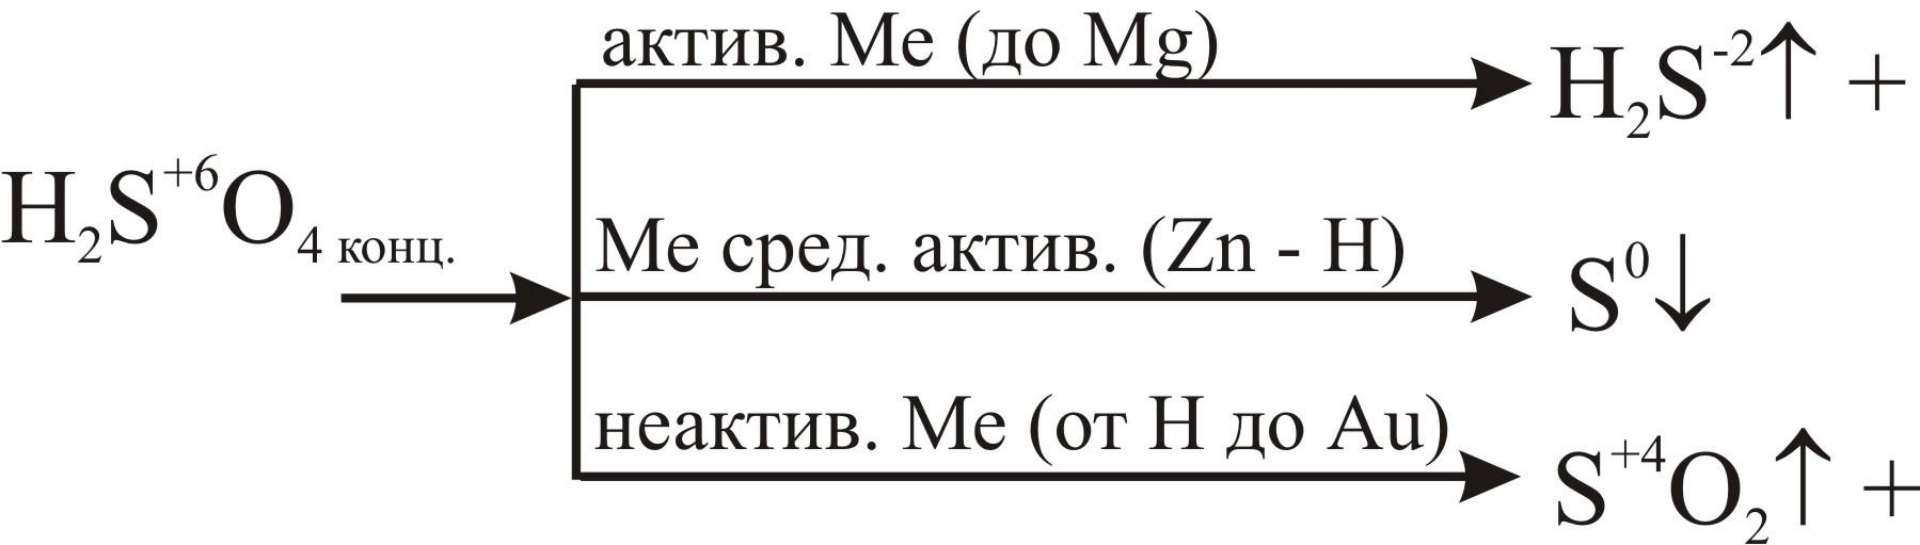 актив. Me (до Mg)
H₂S⁻²↑ +
H₂S⁺⁶O₄ конц.
Me сред. актив. (Zn - H)
S⁰↓
неактив. Me (от H до Au)
S⁺⁴O₂↑ +